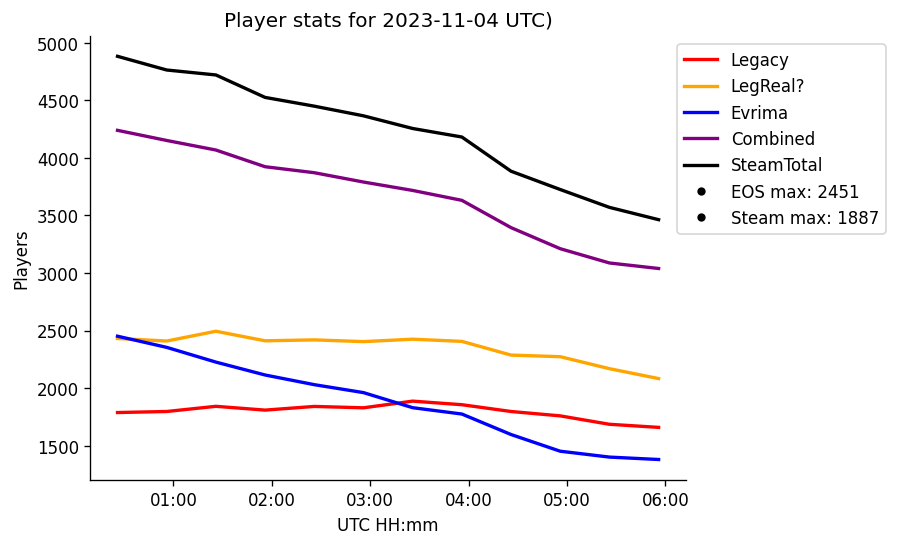 Player stats for 2023-11-04 UTC)
5000
4500
4000
3500
3000
2500
2000
1500
Players
01:00 02:00 03:00 04:00 05:00 06:00
UTC HH:mm
Legacy
LegReal?
Evrima
Combined
SteamTotal
EOS max: 2451
Steam max: 1887